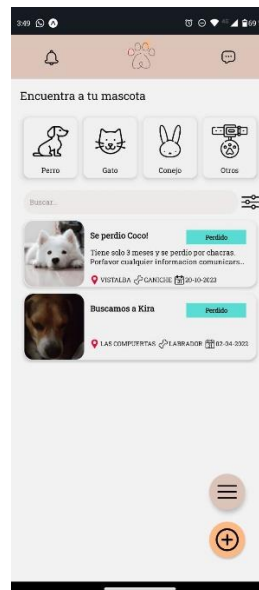 3:49
69
Encuentra a tu mascota
Perro Gato Conejo Otros
Buscar...
Se perdio Coco!
Perdido
Tiene solo 3 meses y se perdio por chacras.
Porfavor cualquier informacion comunicars..
VISTALBA CANICHE 20-10-2023
Buscamos a Kira
Perdido
LAS COMPUERTAS LABRADOR 02-04-2023